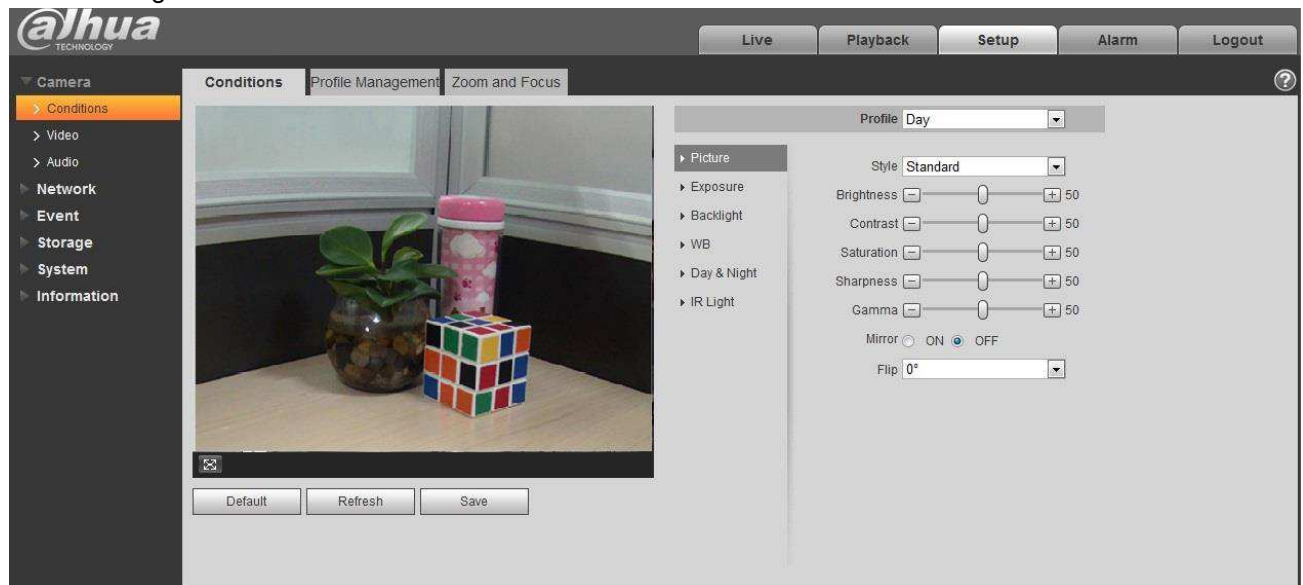 alhua
TECHNOLOGY
Live Playback Setup Alarm Logout
Camera
Conditions
Video
Audio
Network
Event
Storage
System
Information
Conditions Profile Management Zoom and Focus
?
Default Refresh Save
Profile Day
Picture
Exposure
Backlight
WB
Day & Night
IR Light
Style Standard
Brightness 50
Contrast 50
Saturation 50
Sharpness 50
Gamma 50
Mirror ON OFF
Flip 0°